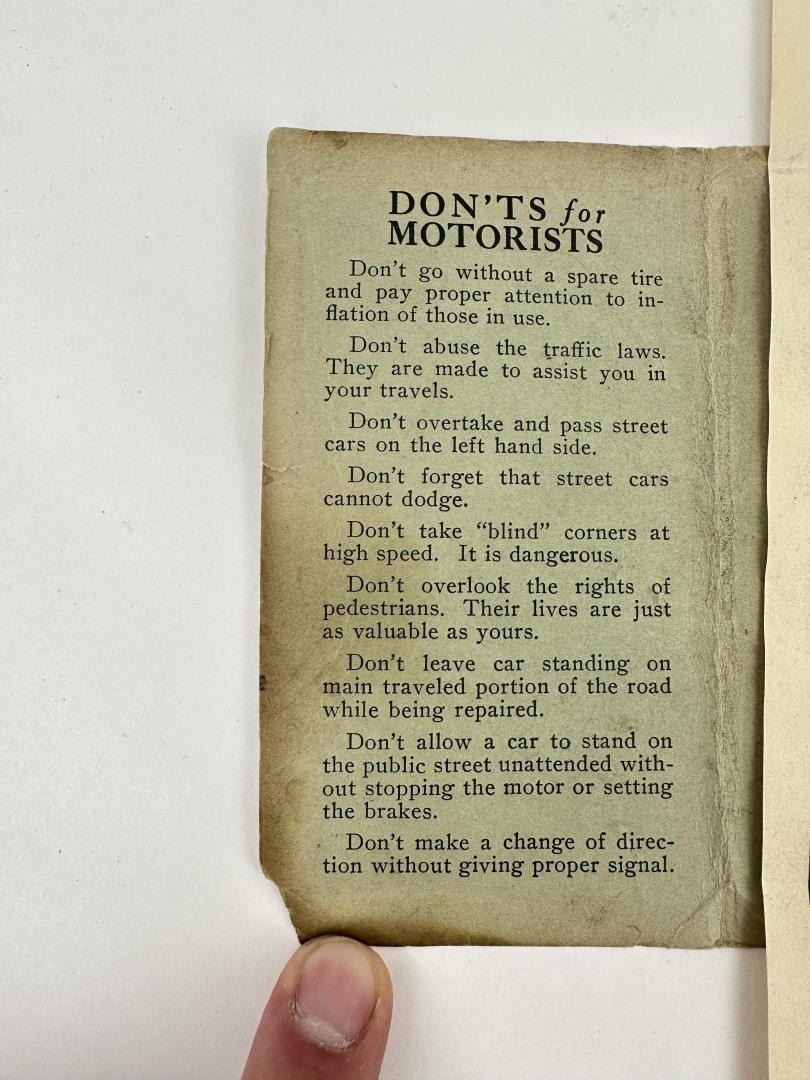 DON'TS for
MOTORISTS
Don't go without a spare tire
and pay proper attention to in-
flation of those in use.
Don't abuse the traffic laws.
They are made to assist you in
your travels.
Don't overtake and pass street
cars on the left hand side.
Don't forget that street cars
cannot dodge.
Don't take "blind" corners at
high speed. It is dangerous.
Don't overlook the rights of
pedestrians. Their lives are just
as valuable as yours.
Don't leave car standing on
main traveled portion of the road
while being repaired.
Don't allow a car to stand on
the public street unattended with-
out stopping the motor or setting
the brakes.
Don't make a change of direc-
tion without giving proper signal.